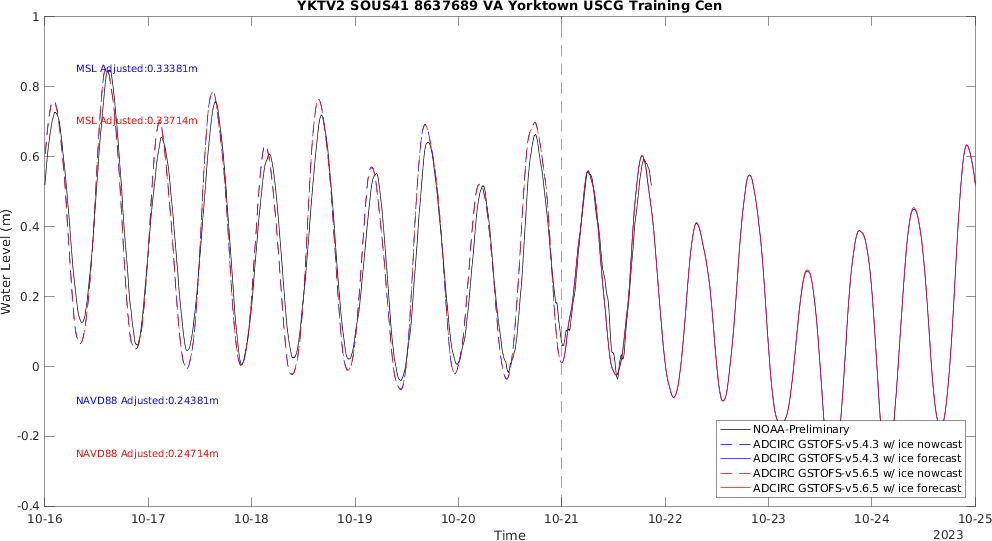 YKTV2 SOUS41 8637689 VA Yorktown USCG Training Cen
1
0.8
0.6
0.4
0.2
0
-0.2
-0.4
Water Level (m)
MSL Adjusted:0.33381m
MSL Adjusted:0.33714m
NAVD88 Adjusted:0.24381m
NAVD88 Adjusted:0.24714m
NOAA-Preliminary
ADCIRC GSTOFS-v5.4.3 w/ ice nowcast
ADCIRC GSTOFS-v5.4.3 w/ ice forecast
ADCIRC GSTOFS-v5.6.5 w/ ice nowcast
ADCIRC GSTOFS-v5.6.5 w/ ice forecast
10-16 10-17 10-18 10-19 10-20 10-21 10-22 10-23 10-24 10-25
Time
2023